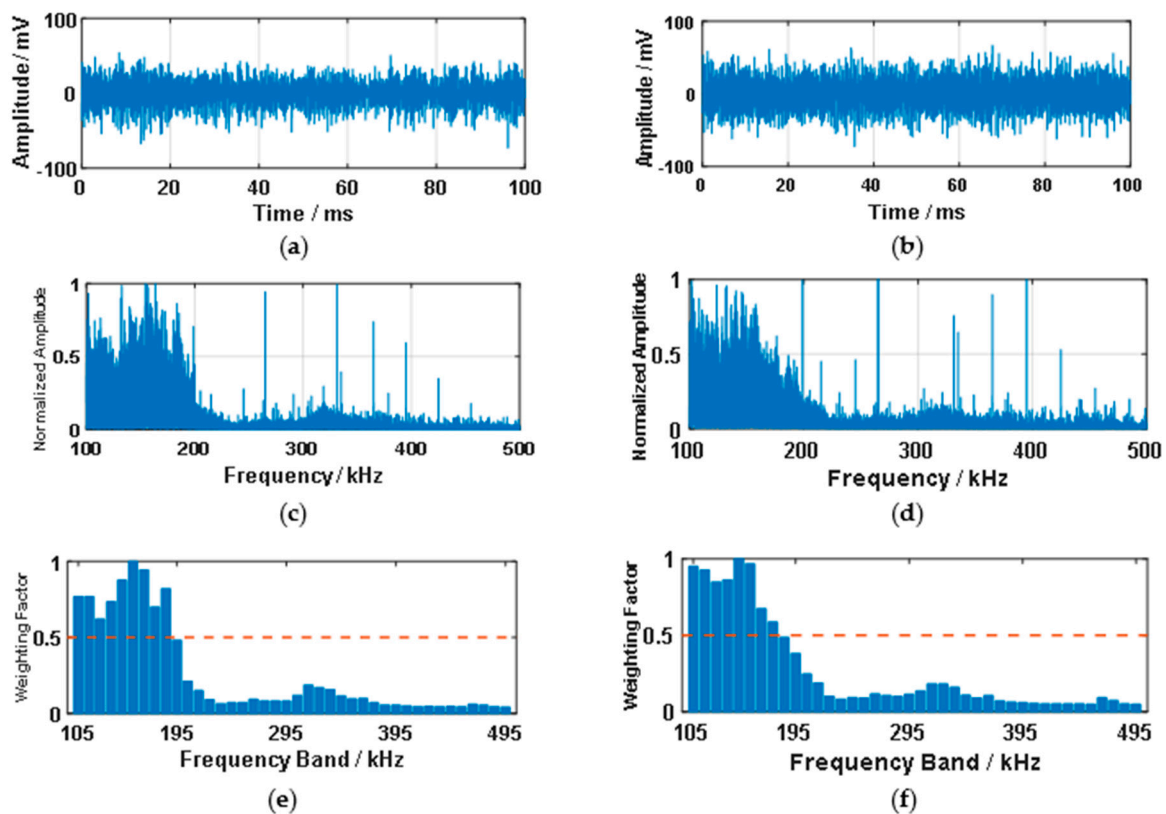 100
0
-100
Amplitude / mV
0 20 40 60 80 100
Time / ms
(a)
100
0
-100
Amplitude / mV
0 20 40 60 80 100
Time / ms
(b)
1
0.5
0
Normalized Amplitude
100 200 300 400 500
Frequency / kHz
(c)
1
0.5
0
Normalized Amplitude
100 200 300 400 500
Frequency / kHz
(d)
1
0.5
0
Weighting Factor
105 195 295 395 495
Frequency Band / kHz
(e)
1
0.5
0
Weighting Factor
105 195 295 395 495
Frequency Band / kHz
(f)